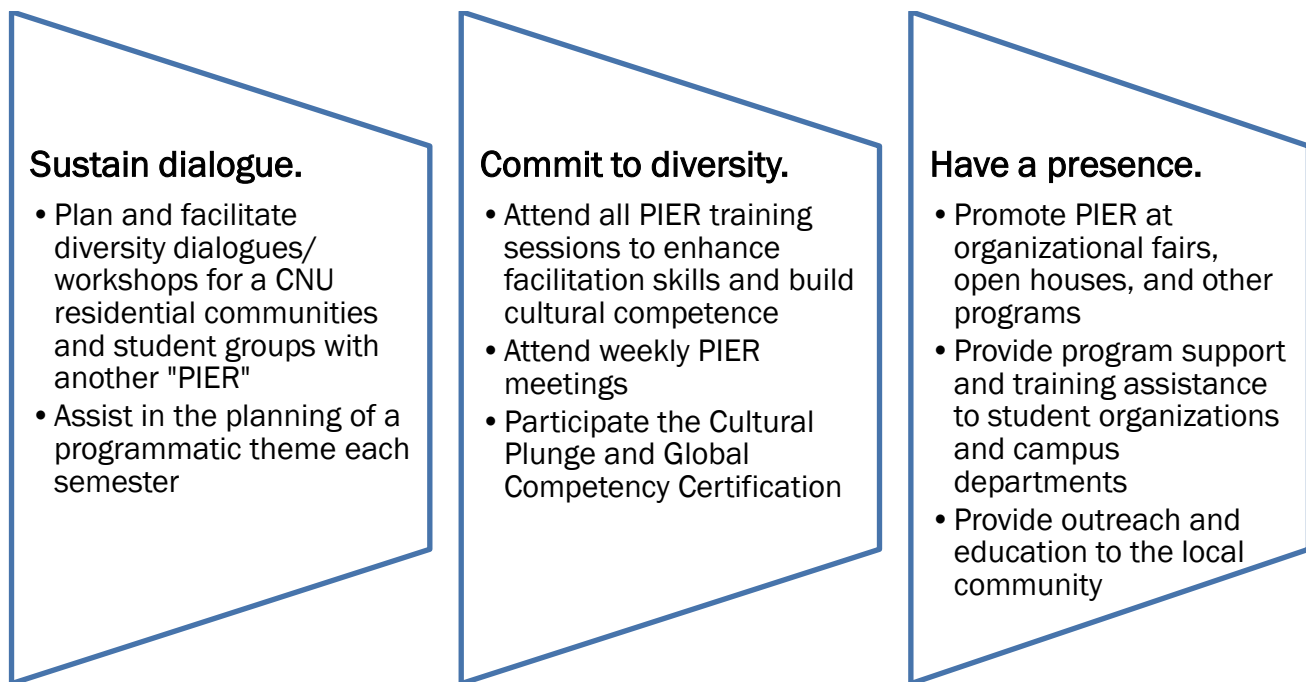 Sustain dialogue.
• Plan and facilitate
diversity dialogues/
workshops for a CNU
residential communities
and student groups with
another "PIER"
• Assist in the planning of a
programmatic theme each
semester
Commit to diversity.
• Attend all PIER training
sessions to enhance
facilitation skills and build
cultural competence
• Attend weekly PIER
meetings
• Participate the Cultural
Plunge and Global
Competency Certification
Have a presence.
• Promote PIER at
organizational fairs,
open houses, and other
programs
• Provide program support
and training assistance
to student organizations
and campus
departments
• Provide outreach and
education to the local
community